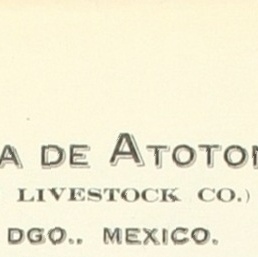 A DE ATOTON
LIVESTOCK CO.)
DGO., MEXICO.